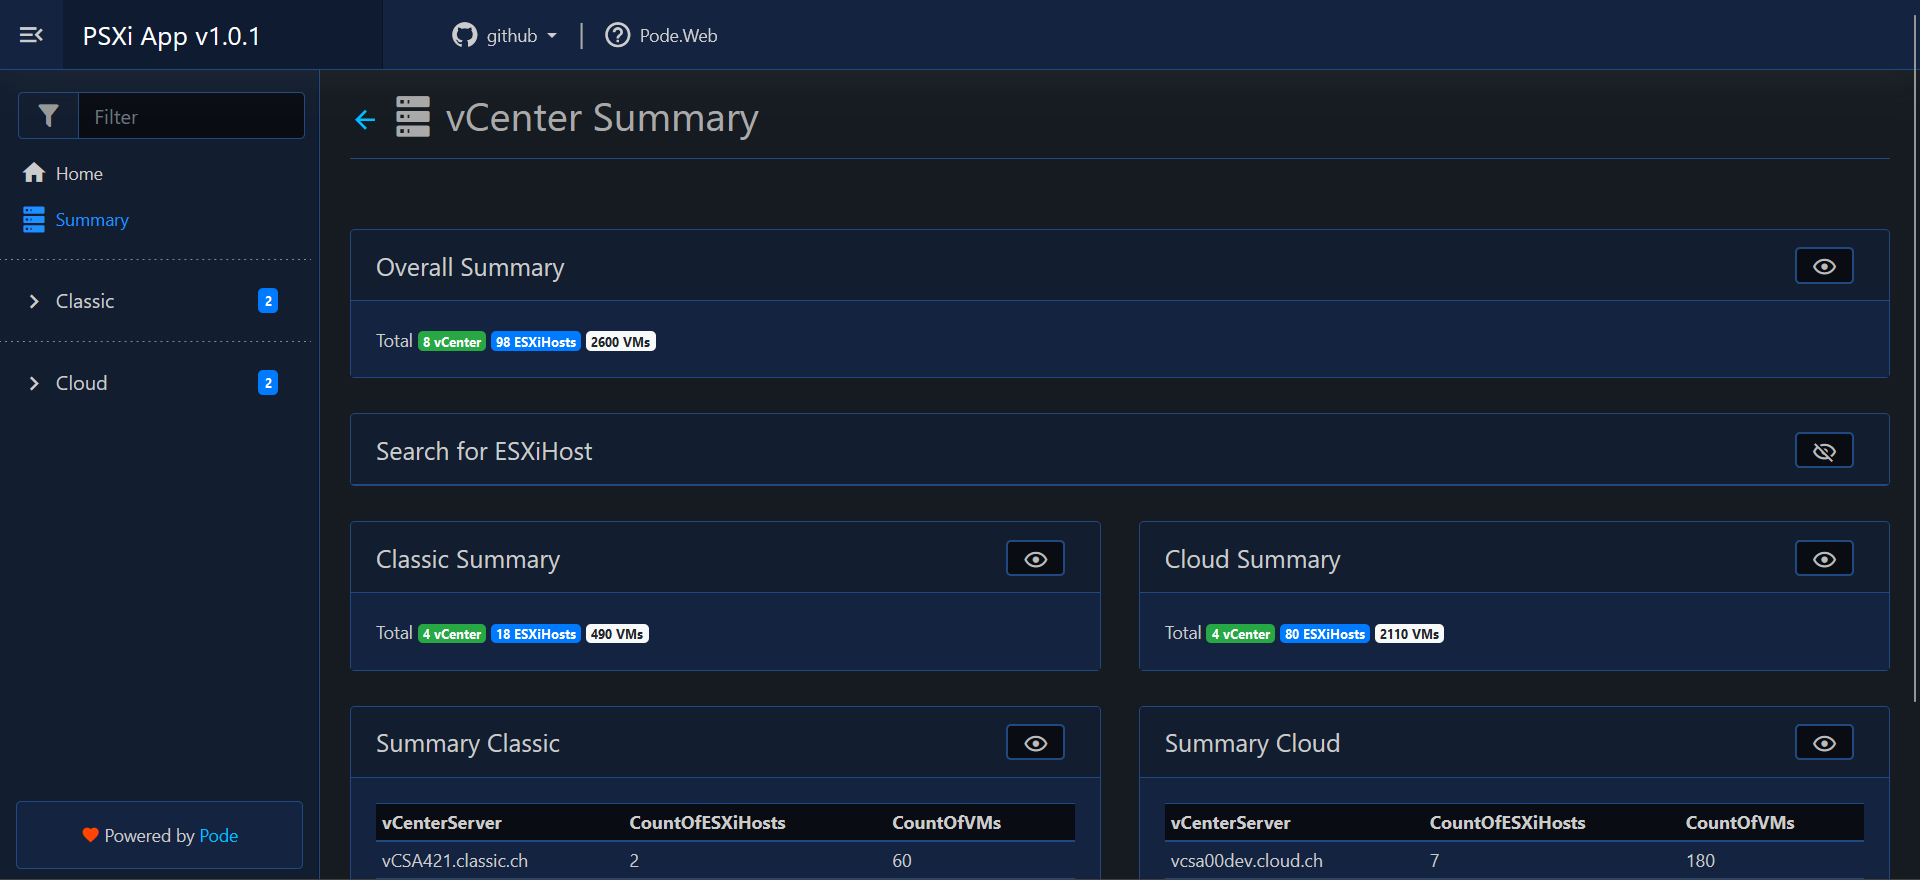 PSXi App v1.0.1
github
Pode.Web
Filter
Home
Summary
Classic 2
Cloud 2
Powered by Pode
vCenter Summary
Overall Summary
Total 8 vCenter 98 ESXiHosts 2600 VMs
Search for ESXiHost
Classic Summary
Total 4 vCenter 18 ESXiHosts 490 VMs
Cloud Summary
Total 4 vCenter 80 ESXiHosts 2110 VMs
Summary Classic
vCenterServer CountOfESXiHosts CountOfVMs
vCSA421.classic.ch 2 60
Summary Cloud
vCenterServer CountOfESXiHosts CountOfVMs
vcsa00dev.cloud.ch 7 180